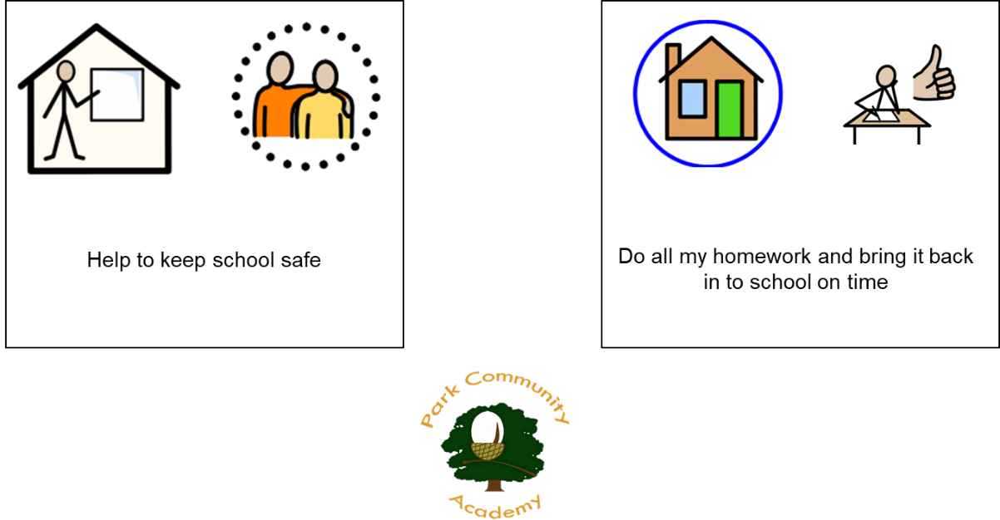 Help to keep school safe
Do all my homework and bring it back
in to school on time
Park Community
Academy